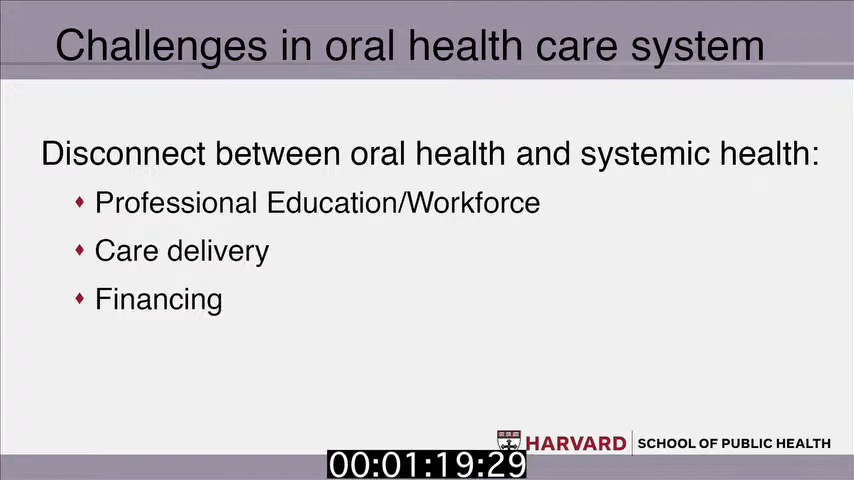 Challenges in oral health care system
Disconnect between oral health and systemic health:
Professional Education/Workforce
Care delivery
Financing
HARVARD SCHOOL OF PUBLIC HEALTH
00:01:19:29